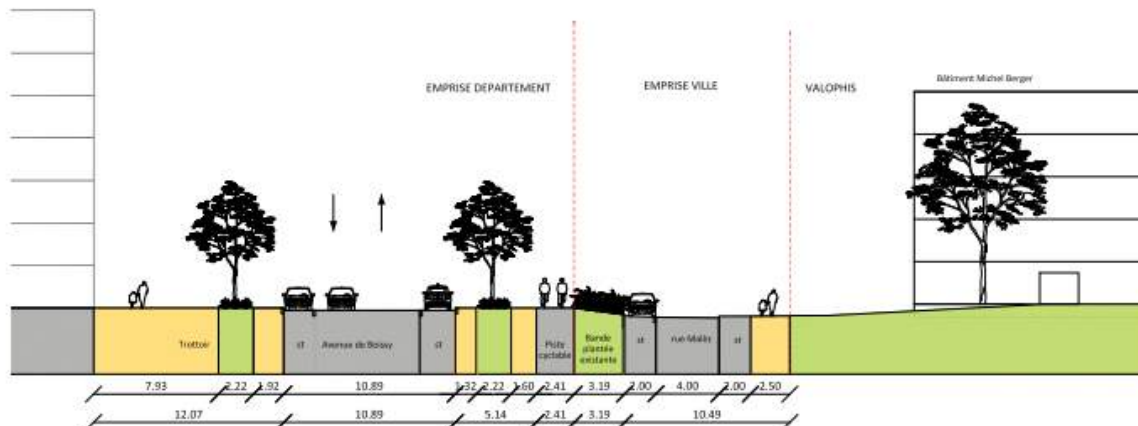 EMPRISE DEPARTEMENT
EMPRISE VILLE
VALOPHIS
Bâtiment Michel Berger
Trottoir
st
Avenue de Boissy
st
Piste
cyclable
Bande
plantée
existante
st
rue Mallès
st
7.93
2.22
1.92
10.89
1.32
2.22
1.60
2.41
3.19
2.00
4.00
2.00
2.50
12.07
10.89
5.14
2.41
3.19
10.49